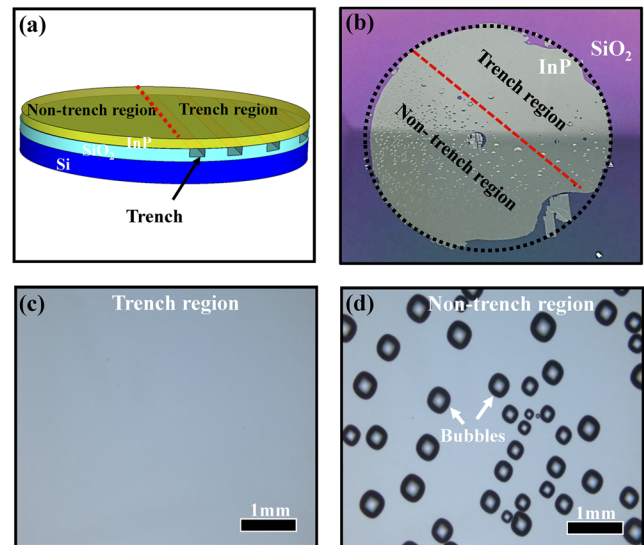 (a)
Non-trench region
Trench region
InP
SiO2
Si
Trench
(b)
SiO2
InP
Trench region
Non- trench region
(c)
Trench region
1mm
(d)
Non-trench region
Bubbles
1mm